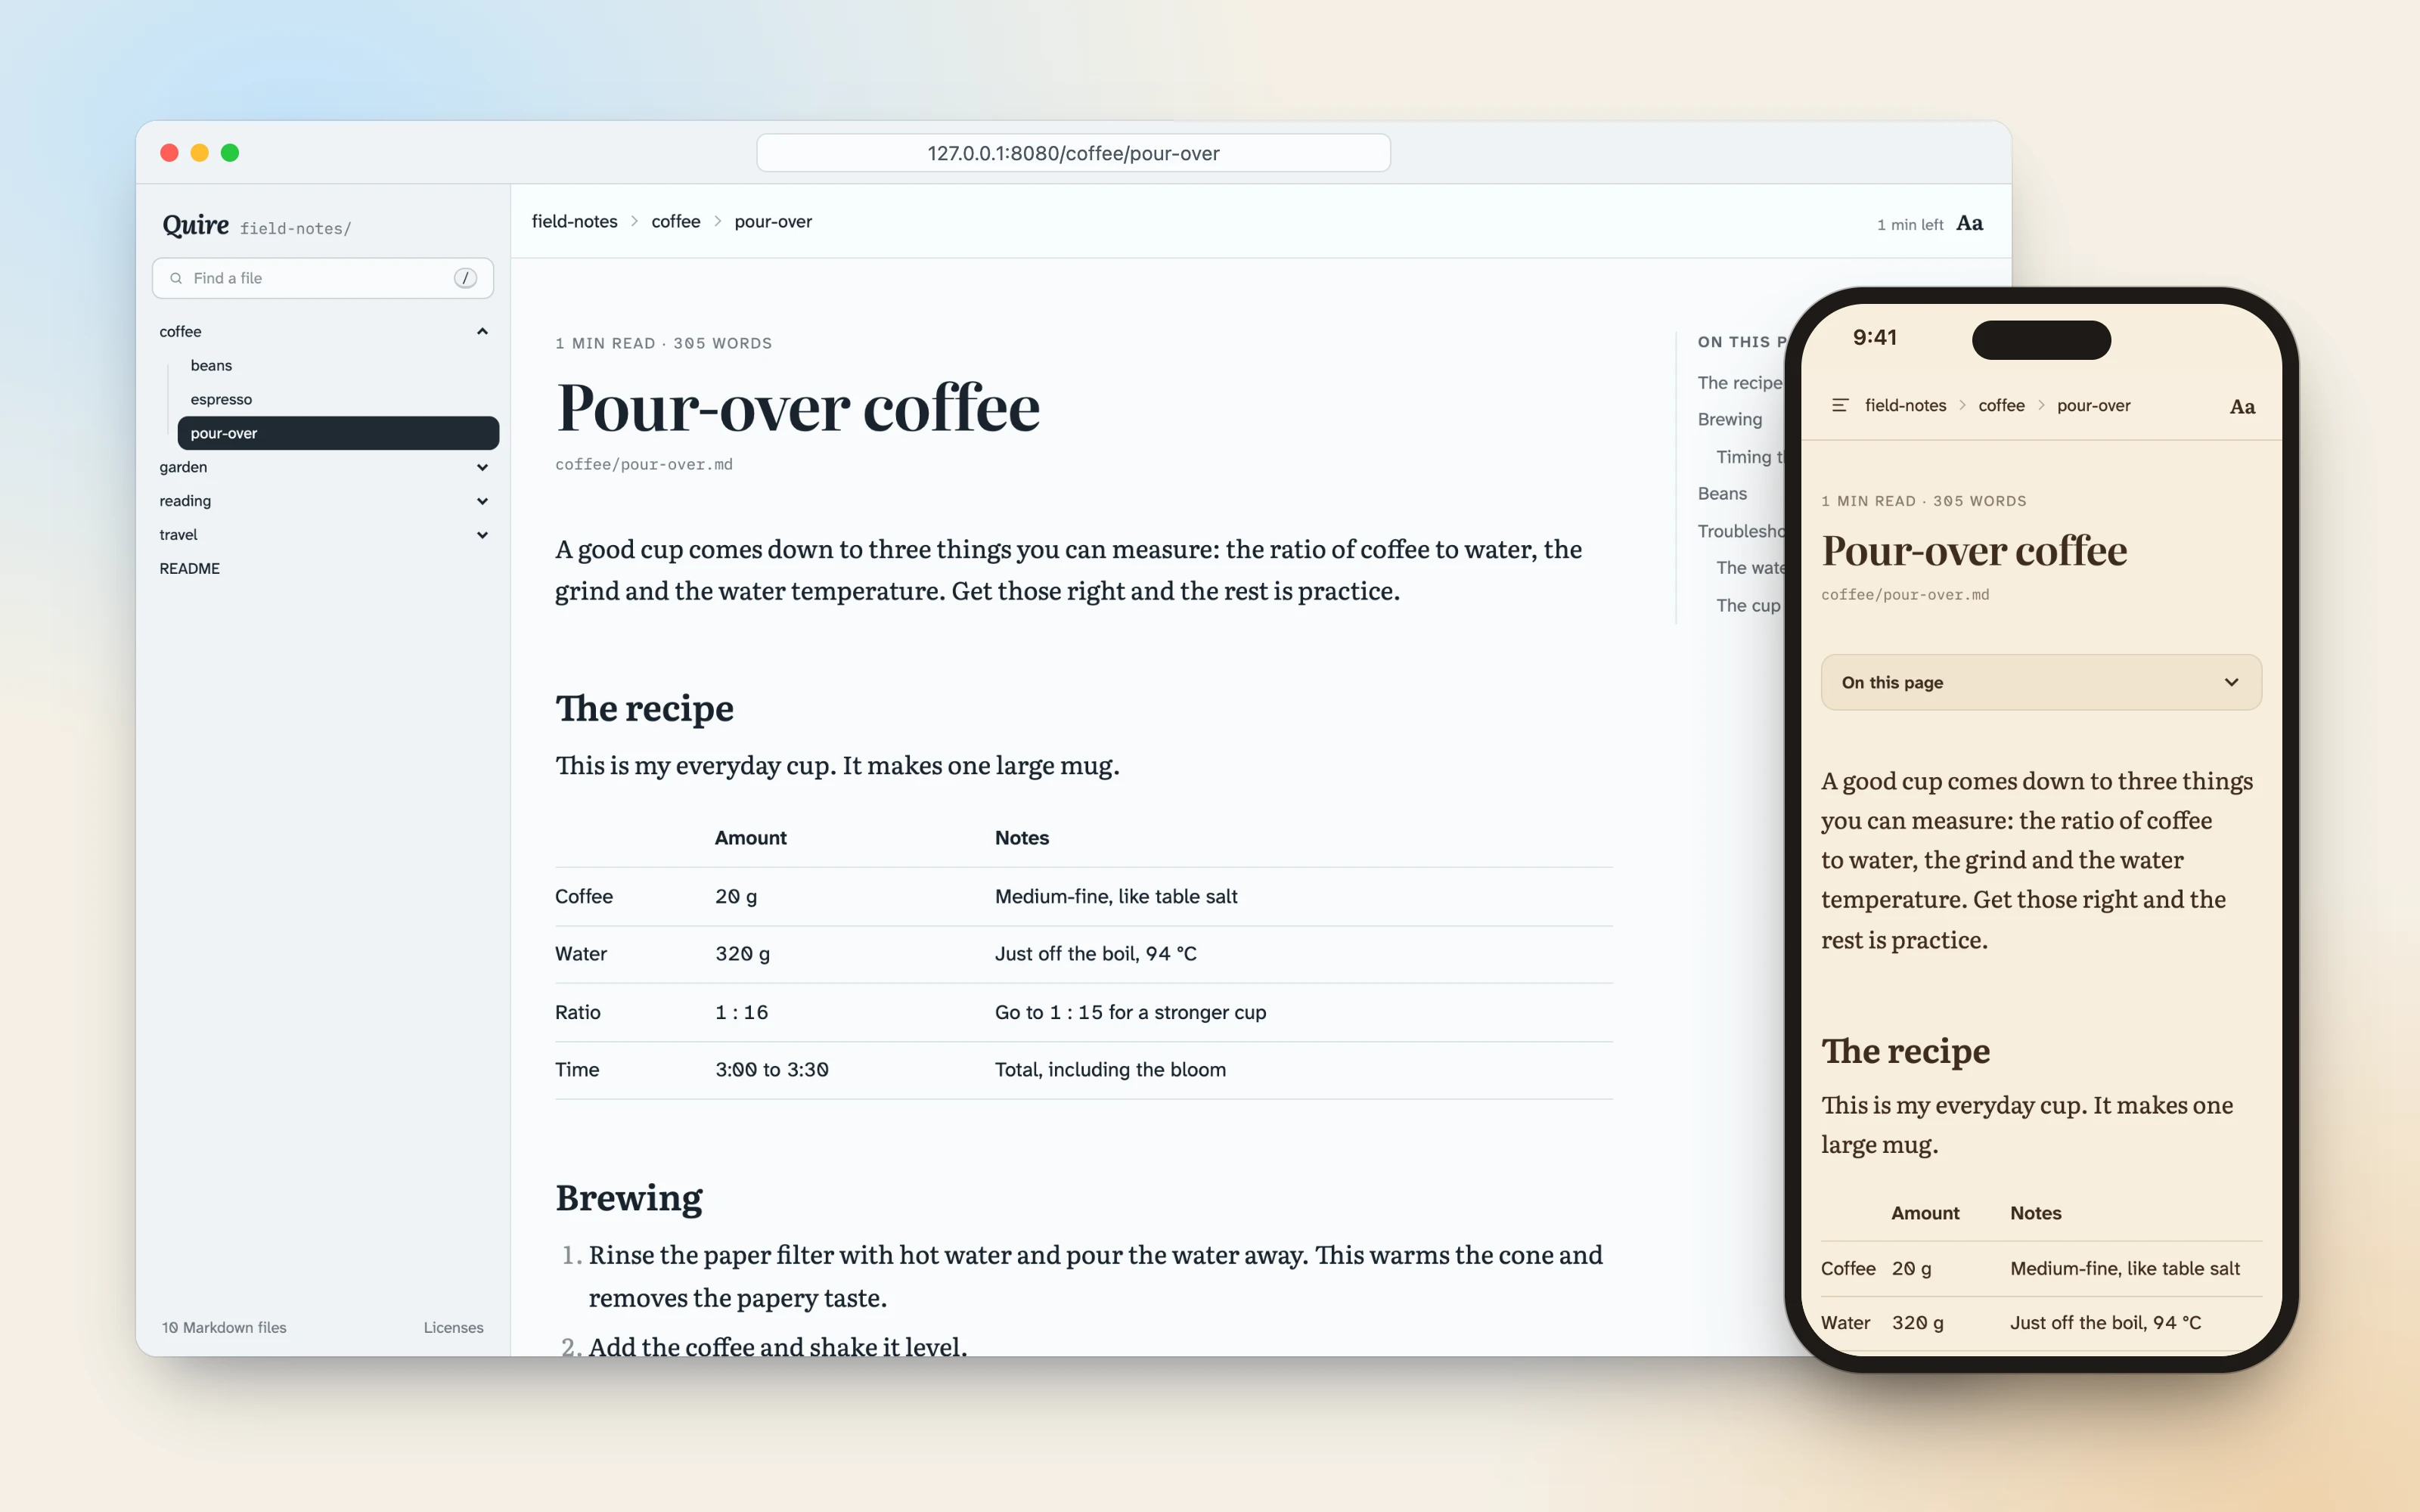 127.0.0.1:8080/coffee/pour-over
Quire field-notes/
Find a file /
coffee
beans
espresso
pour-over
garden
reading
travel
README
10 Markdown files Licenses
field-notes > coffee > pour-over
1 min left Aa
1 MIN READ · 305 WORDS
Pour-over coffee
coffee/pour-over.md
A good cup comes down to three things you can measure: the ratio of coffee to water, the
grind and the water temperature. Get those right and the rest is practice.
The recipe
This is my everyday cup. It makes one large mug.
Amount Notes
Coffee 20 g Medium-fine, like table salt
Water 320 g Just off the boil, 94 °C
Ratio 1 : 16 Go to 1 : 15 for a stronger cup
Time 3:00 to 3:30 Total, including the bloom
Brewing
1. Rinse the paper filter with hot water and pour the water away. This warms the cone and
removes the papery taste.
2. Add the coffee and shake it level.
ON THIS
The recipe
Brewing
Timing
Beans
The
The cup
9:41
field-notes > coffee > pour-over Aa
1 MIN READ · 305 WORDS
Pour-over coffee
coffee/pour-over.md
On this page
A good cup comes down to three things
you can measure: the ratio of coffee
to water, the grind and the water
temperature. Get those right and the
rest is practice.
The recipe
This is my everyday cup. It makes one
large mug.
Amount Notes
Coffee 20 g Medium-fine, like table salt
Water 320 g Just off the boil, 94 °C